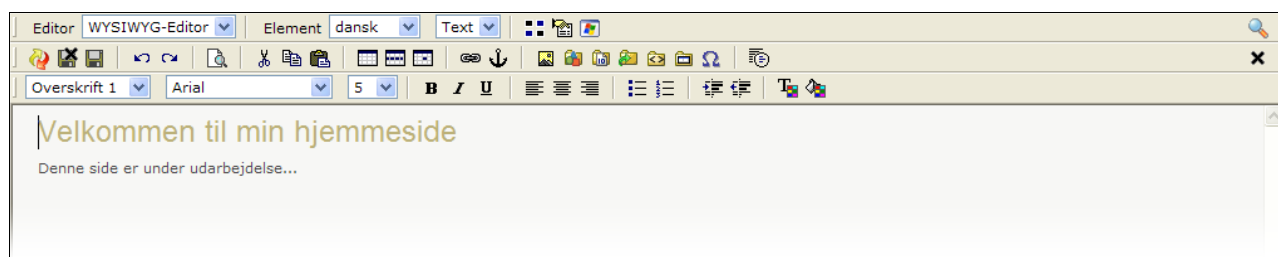 Editor WYSIWYG-Editor Element dansk Text
Overskrift 1 Arial 5 B I U
Velkommen til min hjemmeside
Denne side er under udarbejdelse...